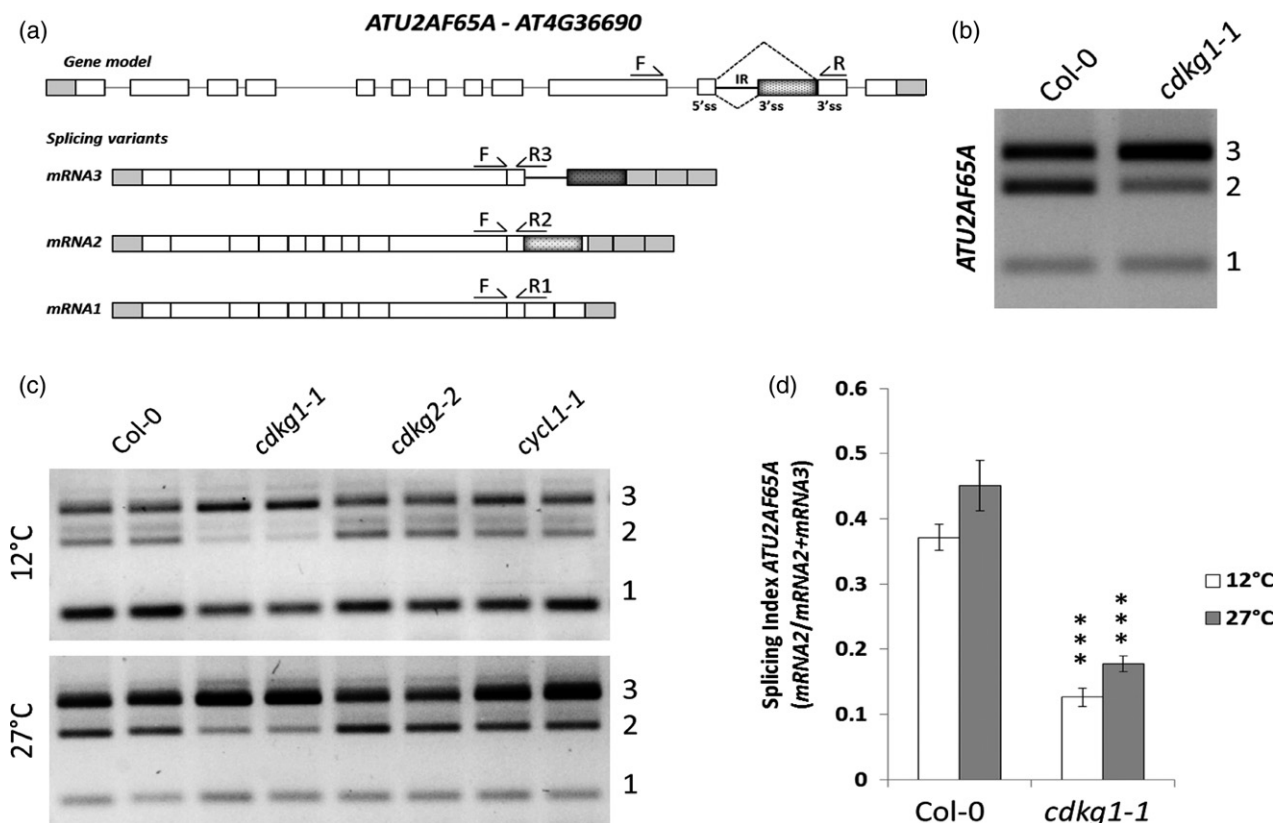 (a)
ATU2AF65A - AT4G36690
Gene model
F
IR
R
5'ss
3'ss
3'ss
Splicing variants
mRNA3
F
R3
mRNA2
F
R2
mRNA1
F
R1
(b)
Col-0
cdkg1-1
ATU2AF65A
3
2
1
(c)
Col-0
cdkg1-1
cdkg2-2
cycL1-1
12°C
3
2
1
27°C
3
2
1
(d)
Splicing Index ATU2AF65A
(mRNA2/mRNA2+mRNA3)
0.6
0.5
0.4
0.3
0.2
0.1
0
***
***
12°C
27°C
Col-0
cdkg1-1